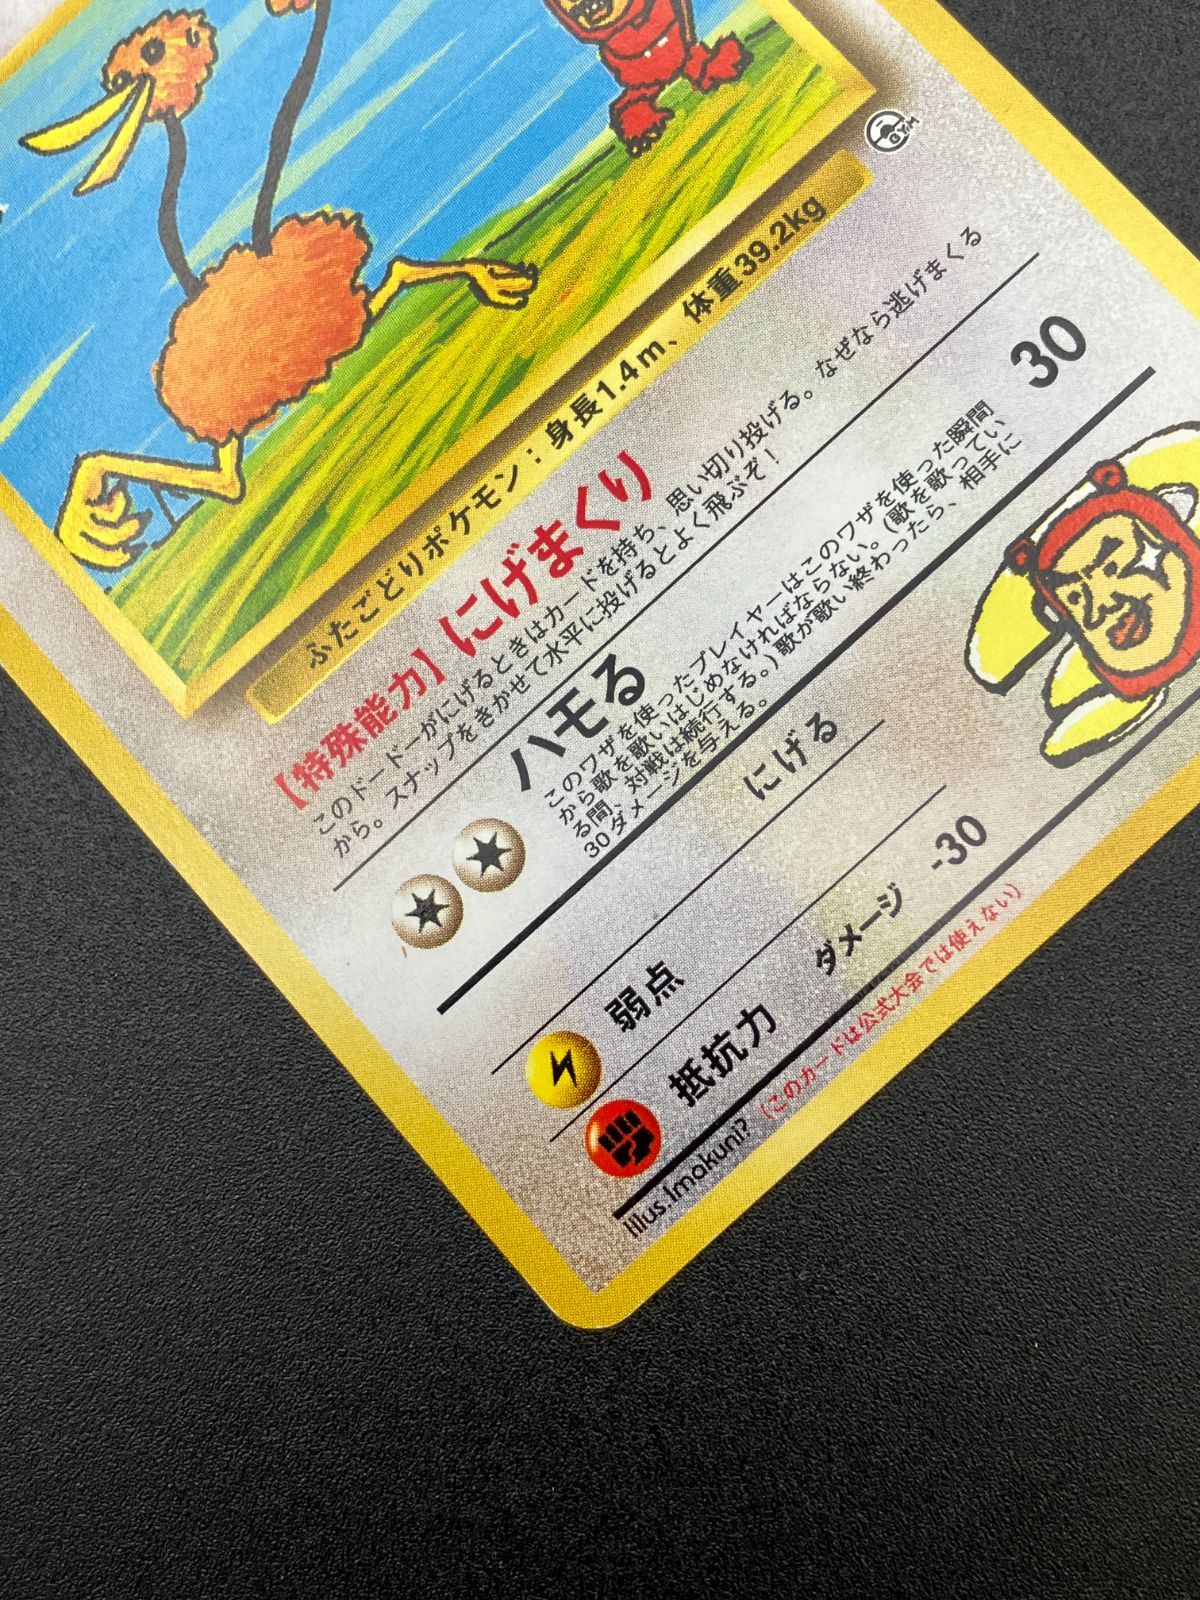 GYM
ふたごどりポケモン：身長1.4m、体重39.2kg
【特殊能力】にげまくり
このドードーがにげるときはカードを持ち、思い切り投げる。なぜなら逃げまくる
から。スナップをきかせて水平に投げるとよく飛ぶぞ！
ハモる 30
このワザを使ったプレイヤーはこのワザを使った瞬間
から歌を歌いはじめなければならない。(歌を歌ってい
る間、対戦は続行する。)歌が歌い終わったら、相手に
30ダメージを与える。
にげる
弱点
抵抗力 ダメージ -30
Illus.Imakuni? (このカードは公式大会では使えない)